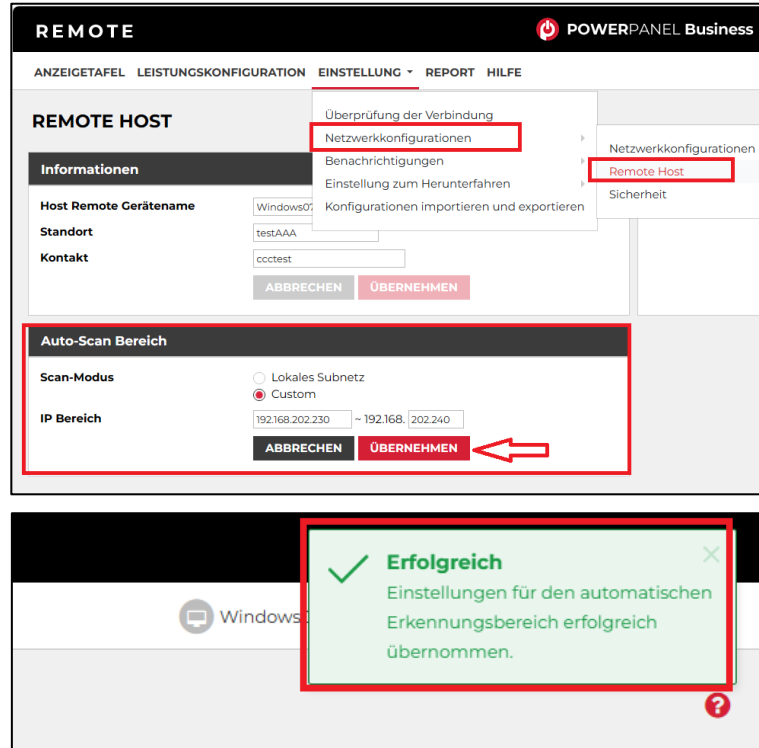 REMOTE
POWERPANEL Business
ANZEIGETAFEL LEISTUNGSKONFIGURATION EINSTELLUNG REPORT HILFE
REMOTE HOST
Überprüfung der Verbindung
Netzwerkkonfigurationen
Benachrichtigungen
Einstellung zum Herunterfahren
Konfigurationen importieren und exportieren
Netzwerkkonfigurationen
Remote Host
Sicherheit
Informationen
Host Remote Gerätename Windows07
Standort testAAA
Kontakt ccctest
ABBRECHEN ÜBERNEHMEN
Auto-Scan Bereich
Scan-Modus Lokales Subnetz
Custom
IP Bereich 192.168.202.230 ~ 192.168. 202.240
ABBRECHEN ÜBERNEHMEN
Erfolgreich
Einstellungen für den automatischen
Erkennungsbereich erfolgreich
übernommen.
Windows
?